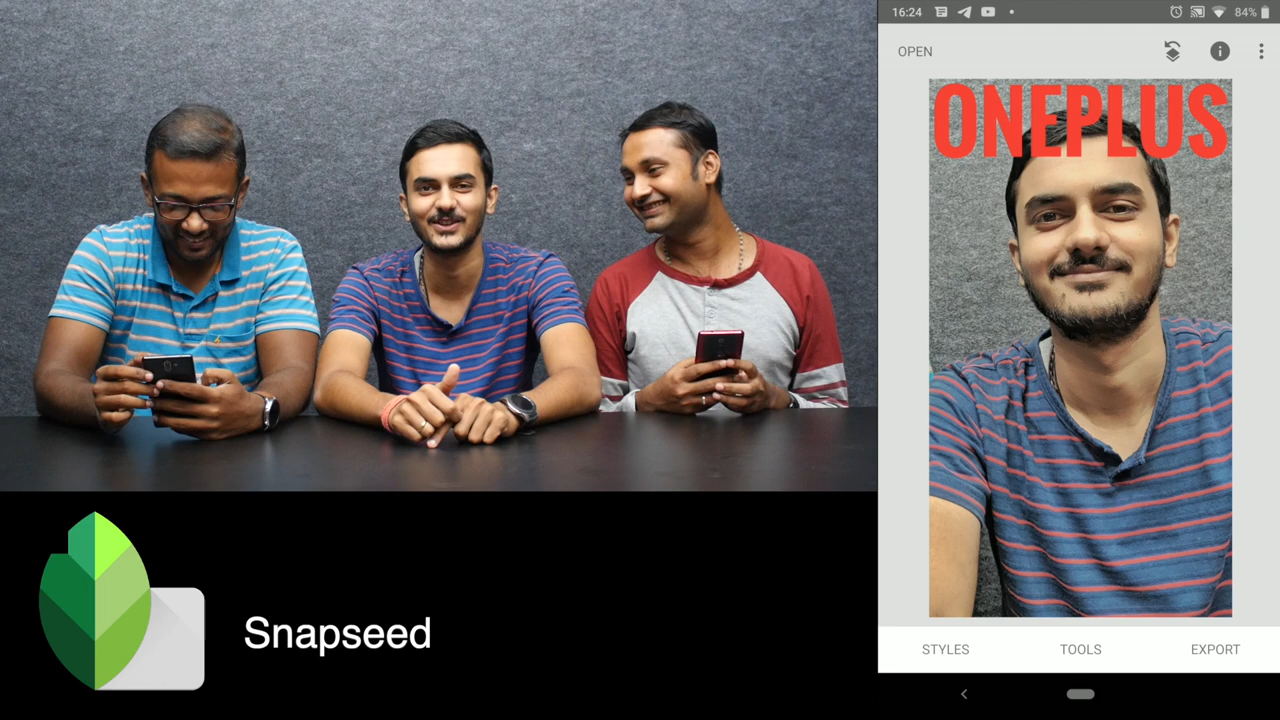 16:24
84%
OPEN
ONEPLUS
STYLES
TOOLS
EXPORT
Snapseed